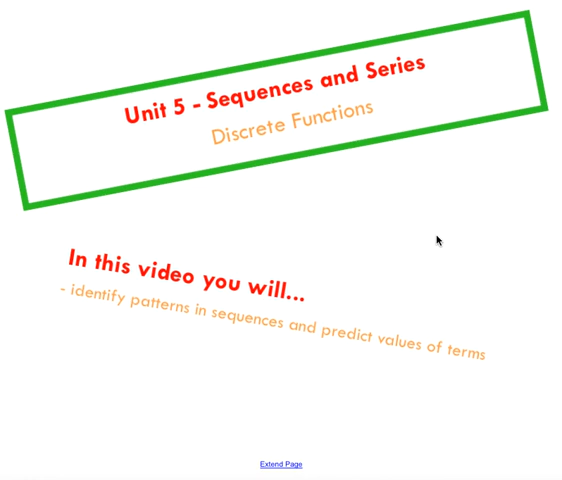 Unit 5 - Sequences and Series
Discrete Functions
In this video you will...
- identify patterns in sequences and predict values of terms
Extend Page